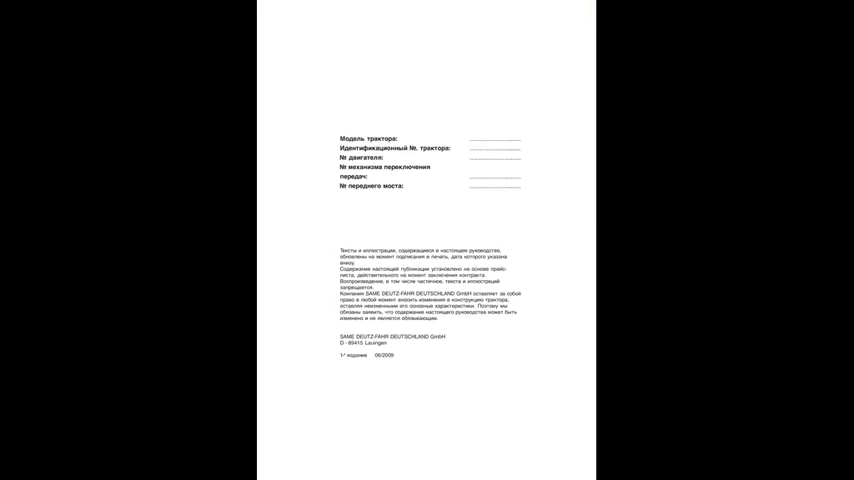 Модель трактора: ..............................
Идентификационный №. трактора: ..............................
№ двигателя: ..............................
№ механизма переключения
передач: ..............................
№ переднего моста: ..............................
Тексты и иллюстрации, содержащиеся в настоящем руководстве,
обновлены на момент подписания в печать, дата которого указана
внизу.
Содержание настоящей публикации установлено на основе прайс-
листа, действительного на момент заключения контракта.
Воспроизведение, в том числе частичное, текста и иллюстраций
запрещается.
Компания SAME DEUTZ-FAHR DEUTSCHLAND GmbH оставляет за собой
право в любой момент вносить изменения в конструкцию трактора,
оставляя неизменными его основные характеристики. Поэтому мы
обязаны заявить, что содержание настоящего руководства может быть
изменено и не является обязывающим.
SAME DEUTZ-FAHR DEUTSCHLAND GmbH
D - 89415 Lauingen
1-ᵉ издание 06/2009